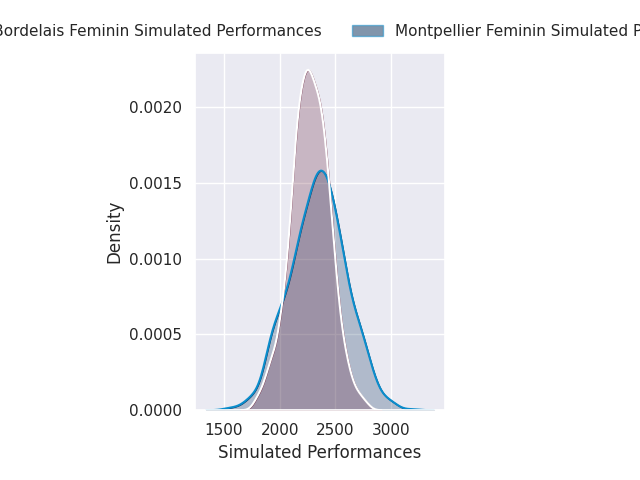 Bordelais Feminin Simulated Performances
Montpellier Feminin Simulated P
Density
0.0020
0.0015
0.0010
0.0005
0.0000
1500 2000 2500 3000
Simulated Performances